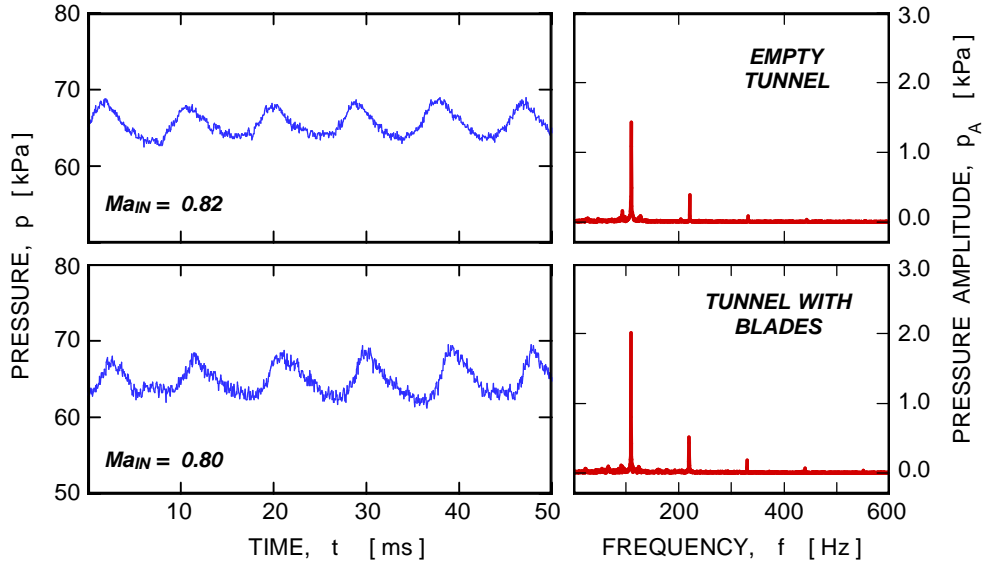 80
70
60
Ma_IN = 0.82
EMPTY
TUNNEL
3.0
2.0
1.0
0.0
80
70
60
50
Ma_IN = 0.80
TUNNEL WITH
BLADES
3.0
2.0
1.0
0.0
10 20 30 40 50
200 400 600
TIME, t [ms]
FREQUENCY, f [Hz]
PRESSURE, p [kPa]
PRESSURE AMPLITUDE, p_A [kPa]